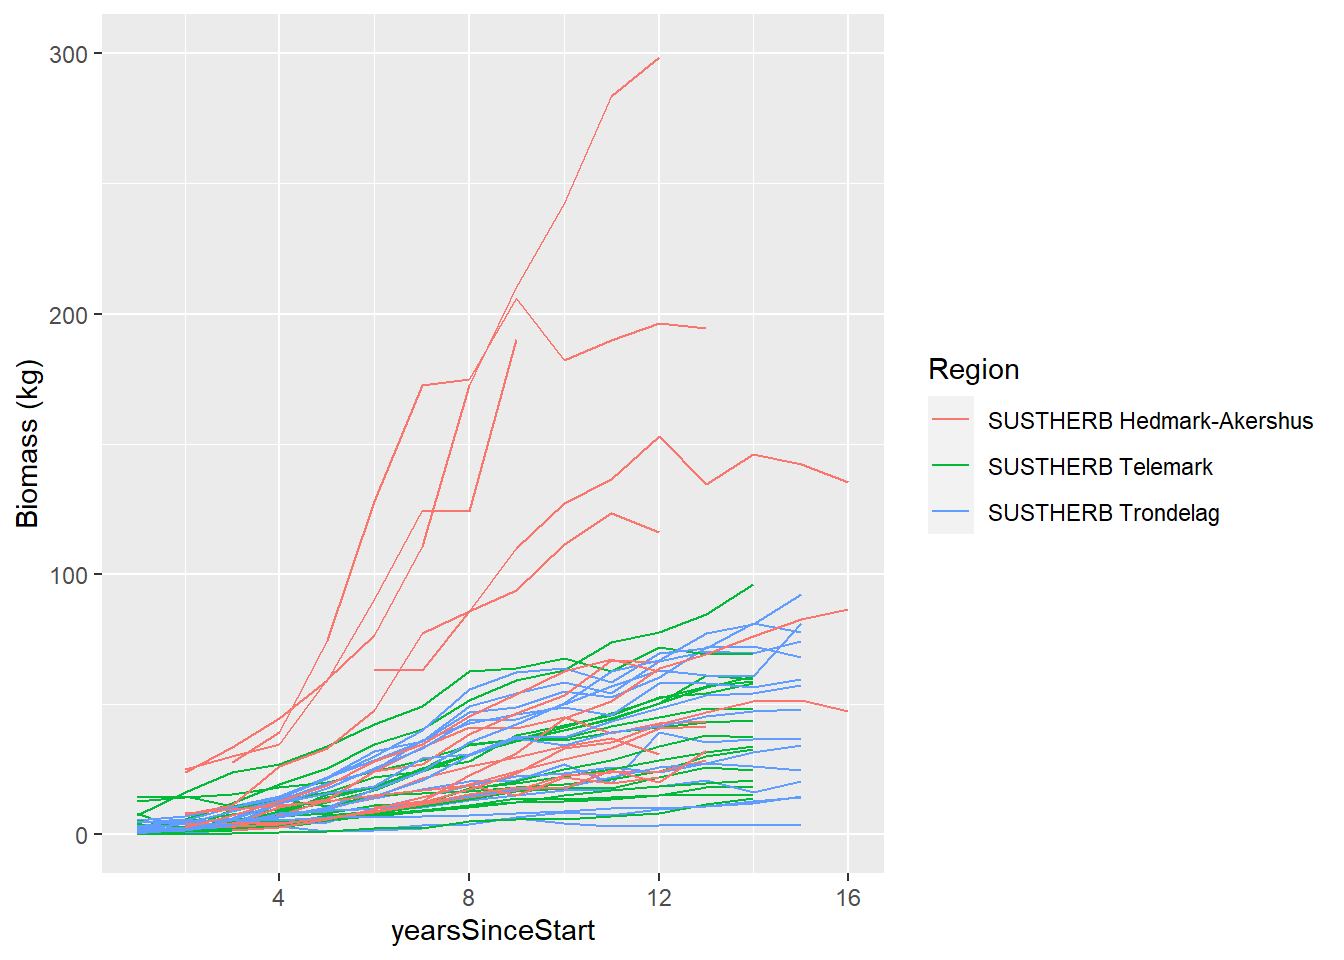 300
200
100
0
Biomass (kg)
4
8
12
16
yearsSinceStart
Region
SUSTHERB Hedmark-Akershus
SUSTHERB Telemark
SUSTHERB Trondelag